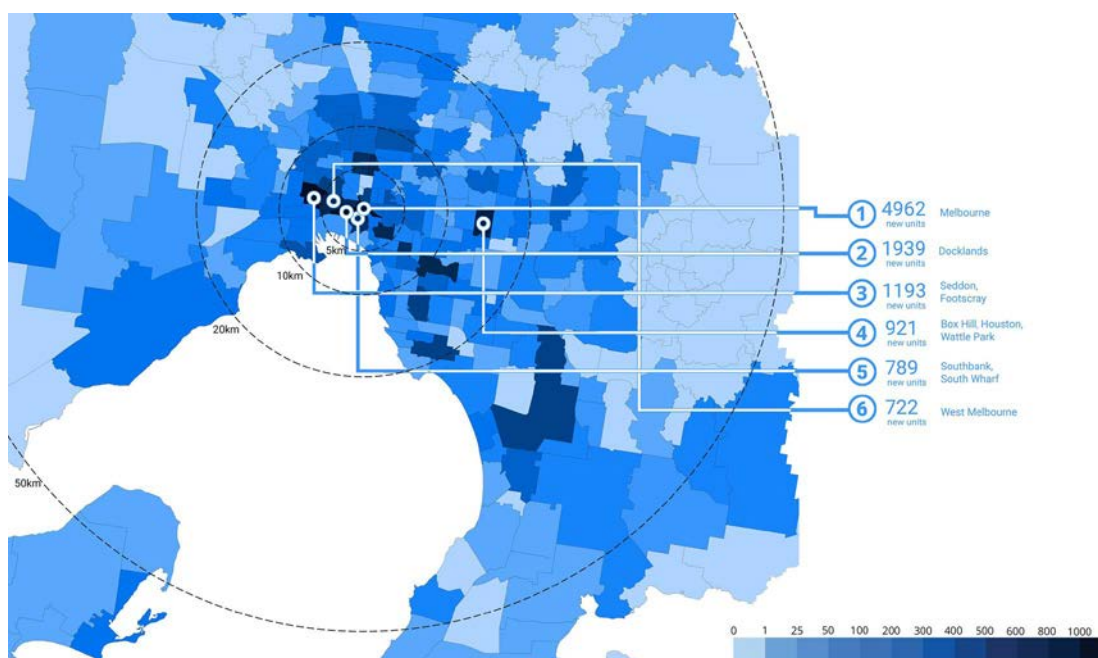 1 4962 new units Melbourne
2 1939 new units Docklands
3 1193 new units Seddon, Footscray
4 921 new units Box Hill, Houston, Wattle Park
5 789 new units Southbank, South Wharf
6 722 new units West Melbourne
5km
10km
20km
50km
0 1 25 50 100 200 300 400 500 600 800 1000